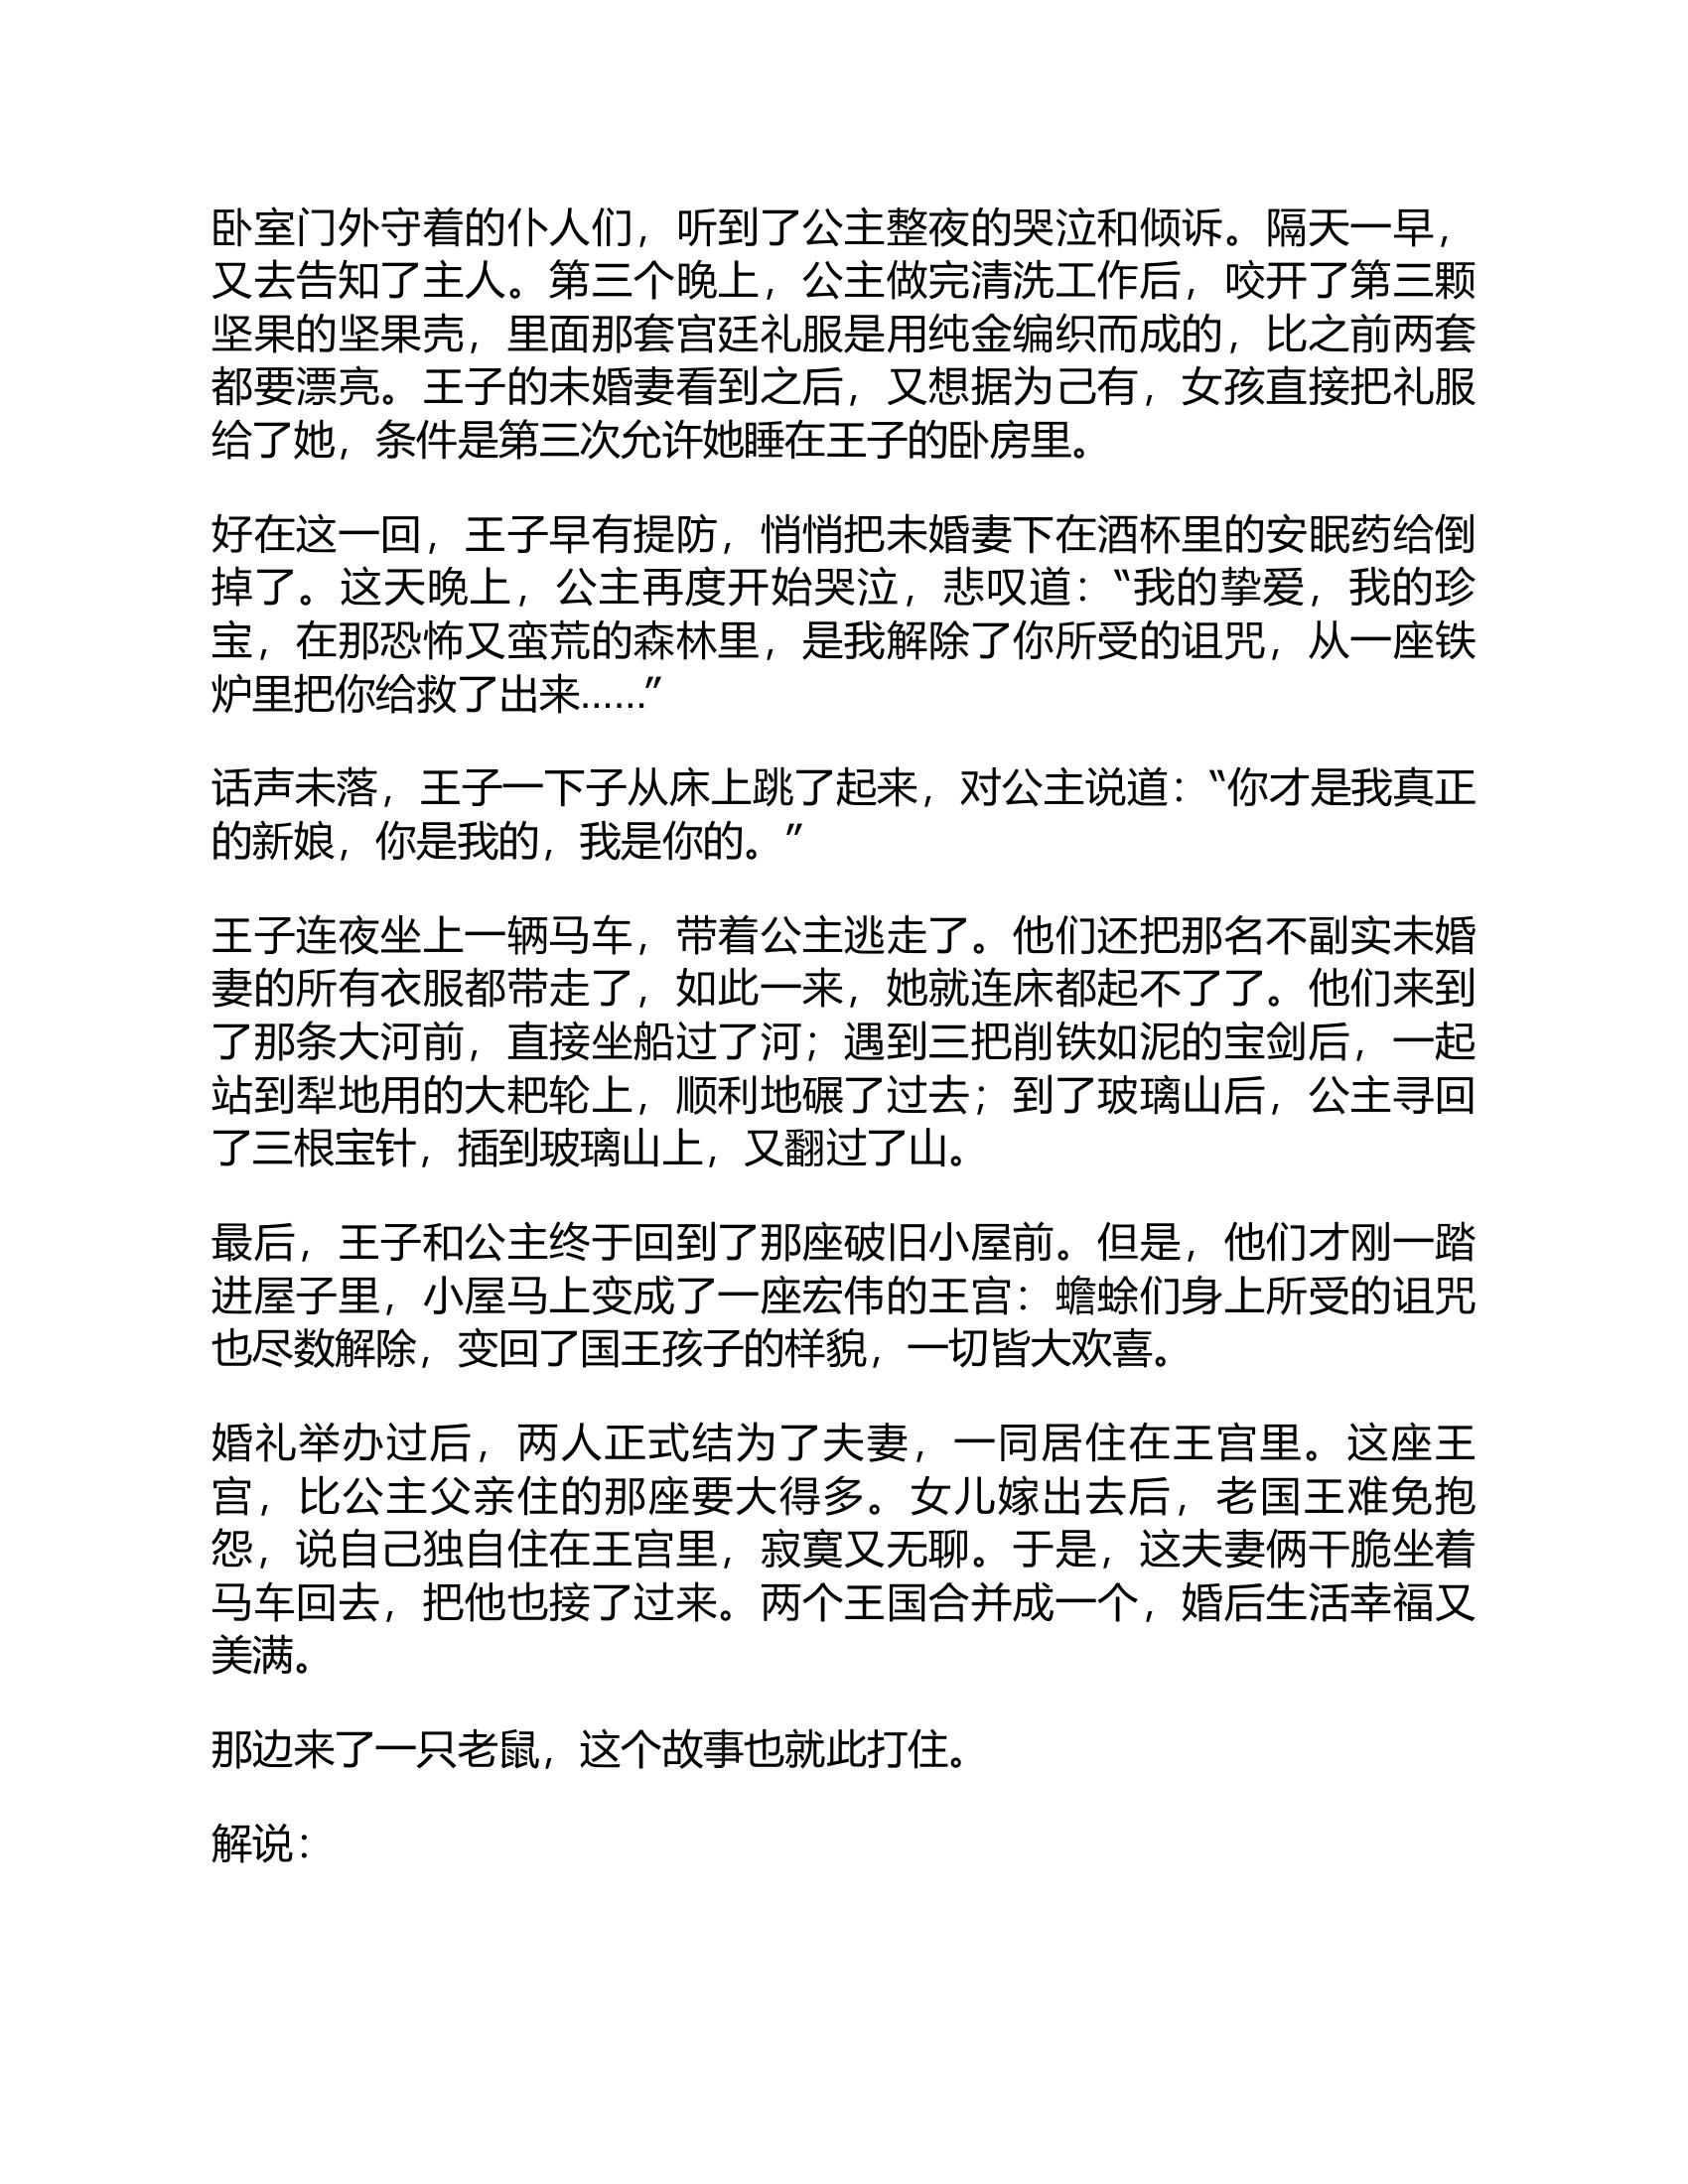 卧室门外守着的仆人们，听到了公主整夜的哭泣和倾诉。隔天一早，
又去告知了主人。第三个晚上，公主做完清洗工作后，咬开了第三颗
坚果的坚果壳，里面那套宫廷礼服是用纯金编织而成的，比之前两套
都要漂亮。王子的未婚妻看到之后，又想据为己有，女孩直接把礼服
给了她，条件是第三次允许她睡在王子的卧房里。
好在这一回，王子早有提防，悄悄把未婚妻下在酒杯里的安眠药给倒
掉了。这天晚上，公主再度开始哭泣，悲叹道：“我的挚爱，我的珍
宝，在那恐怖又蛮荒的森林里，是我解除了你所受的诅咒，从一座铁
炉里把你给救了出来……”
话声未落，王子一下子从床上跳了起来，对公主说道：“你才是我真正
的新娘，你是我的，我是你的。”
王子连夜坐上一辆马车，带着公主逃走了。他们还把那名不副实未婚
妻的所有衣服都带走了，如此一来，她就连床都起不了了。他们来到
了那条大河前，直接坐船过了河；遇到三把削铁如泥的宝剑后，一起
站到犁地用的大耙轮上，顺利地碾了过去；到了玻璃山后，公主寻回
了三根宝针，插到玻璃山上，又翻过了山。
最后，王子和公主终于回到了那座破旧小屋前。但是，他们才刚一踏
进屋子里，小屋马上变成了一座宏伟的王宫：蟾蜍们身上所受的诅咒
也尽数解除，变回了国王孩子的样貌，一切皆大欢喜。
婚礼举办过后，两人正式结为了夫妻，一同居住在王宫里。这座王
宫，比公主父亲住的那座要大得多。女儿嫁出去后，老国王难免抱
怨，说自己独自住在王宫里，寂寞又无聊。于是，这夫妻俩干脆坐着
马车回去，把他也接了过来。两个王国合并成一个，婚后生活幸福又
美满。
那边来了一只老鼠，这个故事也就此打住。
解说：